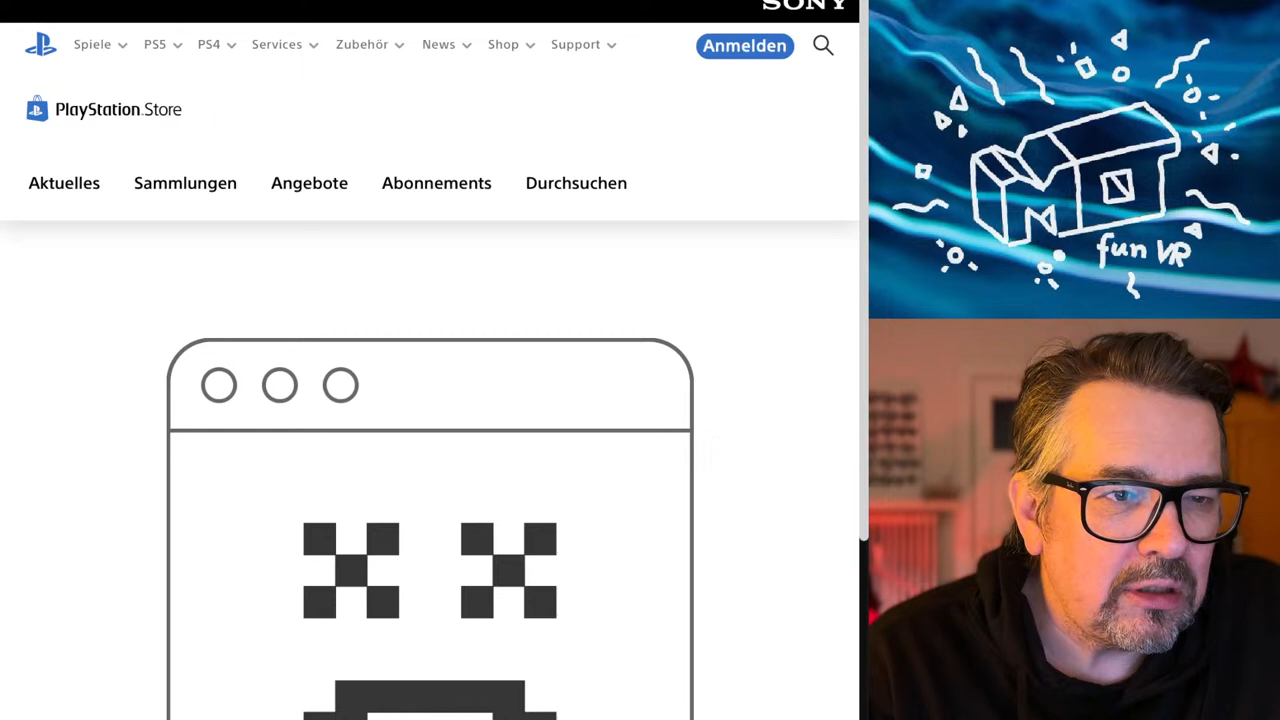 SONY
Spiele PS5 PS4 Services Zubehör News Shop Support Anmelden
PlayStation.Store
Aktuelles Sammlungen Angebote Abonnements Durchsuchen
fun VR